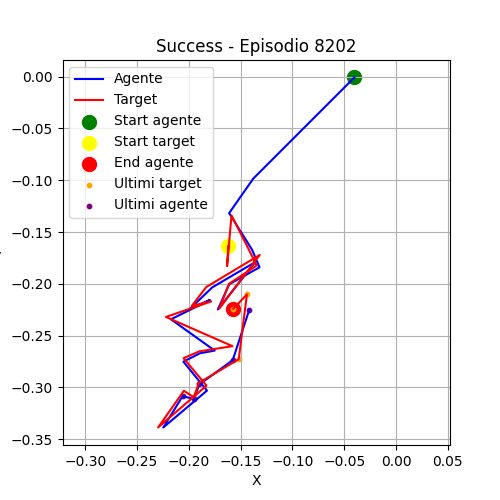 Success - Episodio 8202
Agente
Target
Start agente
Start target
End agente
Ultimi target
Ultimi agente
0.00
−0.05
−0.10
−0.15
−0.20
−0.25
−0.30
−0.35
−0.30 −0.25 −0.20 −0.15 −0.10 −0.05 0.00 0.05
X